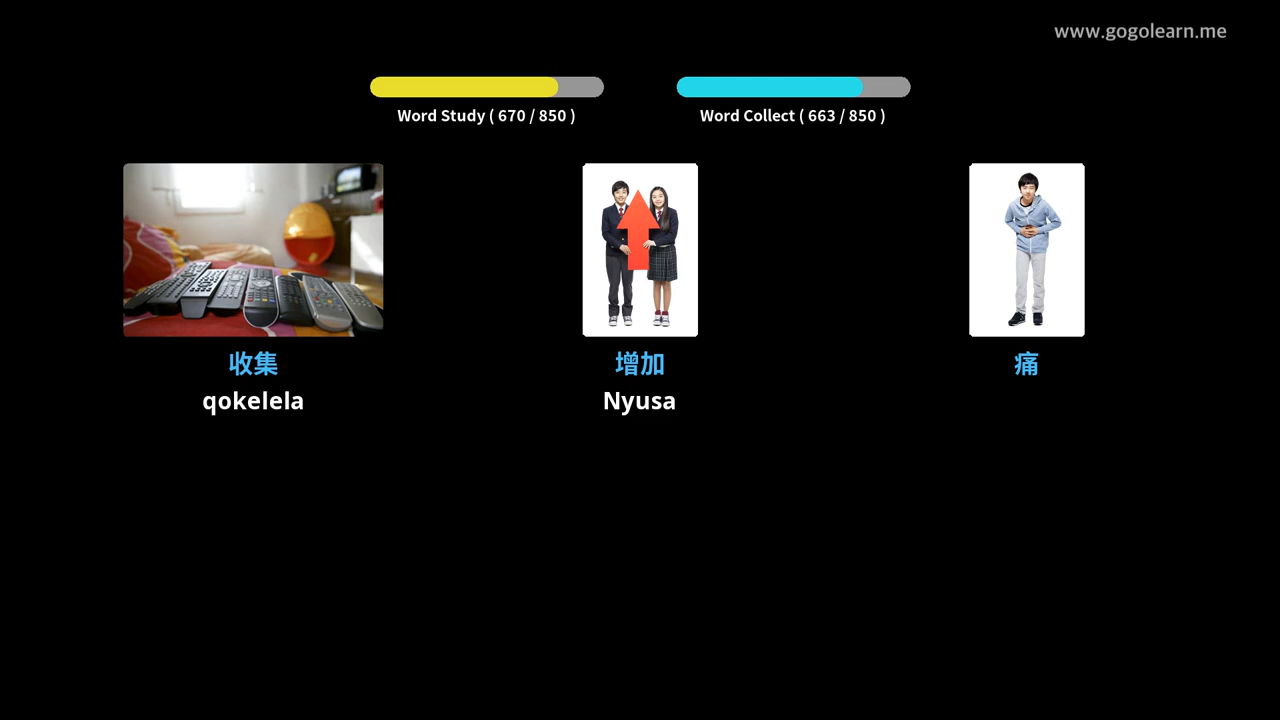 www.gogolearn.me
Word Study ( 670 / 850 )
Word Collect ( 663 / 850 )
收集
qokelela
增加
Nyusa
痛